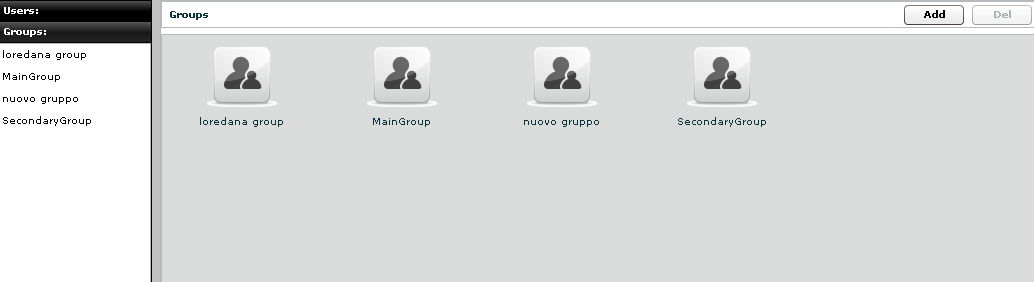 Users:
Groups:
loredana group
MainGroup
nuovo gruppo
SecondaryGroup
Groups
Add
Del
loredana group
MainGroup
nuovo gruppo
SecondaryGroup